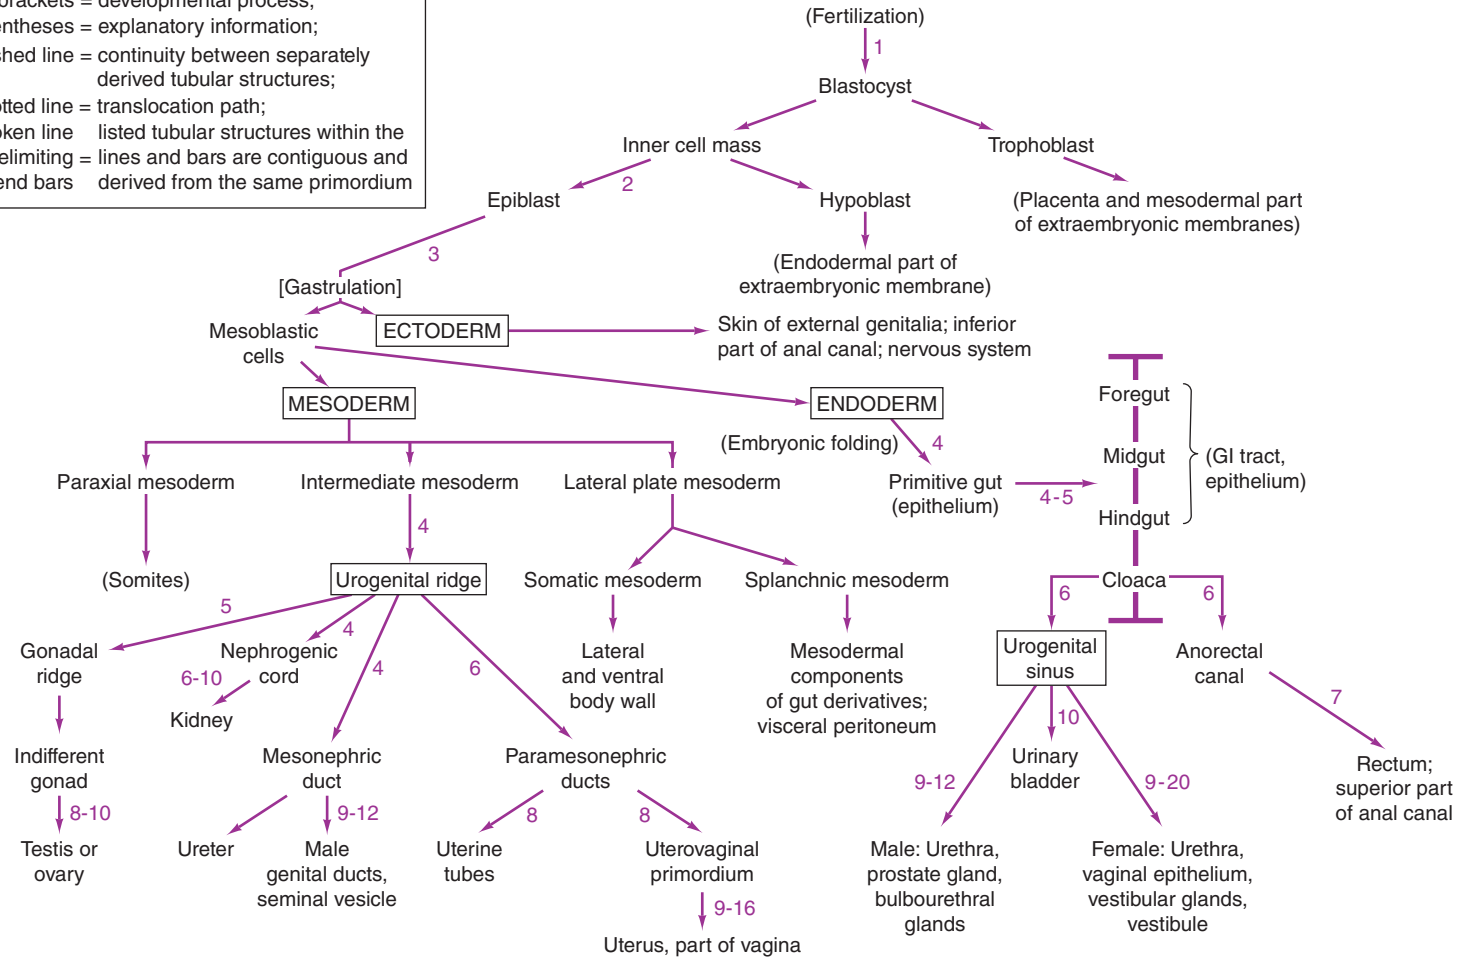 brackets = developmental process;
entheses = explanatory information;
shed line = continuity between separately
derived tubular structures;
otted line = translocation path;
oken line listed tubular structures within the
elimiting = lines and bars are contiguous and
end bars derived from the same primordium
(Fertilization)
1
Blastocyst
Inner cell mass
Trophoblast
2
Epiblast
Hypoblast
(Placenta and mesodermal part
of extraembryonic membranes)
3
(Endodermal part of
extraembryonic membrane)
[Gastrulation]
Mesoblastic
cells
ECTODERM
Skin of external genitalia; inferior
part of anal canal; nervous system
MESODERM
ENDODERM
(Embryonic folding)
4
Foregut
Midgut
Hindgut
(GI tract,
epithelium)
Paraxial mesoderm
Intermediate mesoderm
Lateral plate mesoderm
Primitive gut
(epithelium)
4-5
4
(Somites)
Urogenital ridge
Somatic mesoderm
Splanchnic mesoderm
Cloaca
6
6
5
4
4
6
Gonadal
ridge
Nephrogenic
cord
6-10
Kidney
Lateral
and ventral
body wall
Mesodermal
components
of gut derivatives;
visceral peritoneum
Urogenital
sinus
Anorectal
canal
7
10
Indifferent
gonad
Mesonephric
duct
Paramesonephric
ducts
Urinary
bladder
Rectum;
superior part
of anal canal
8-10
9-12
8
8
9-12
9-20
Testis or
ovary
Ureter
Male
genital ducts,
seminal vesicle
Uterine
tubes
Uterovaginal
primordium
Male: Urethra,
prostate gland,
bulbourethral
glands
Female: Urethra,
vaginal epithelium,
vestibular glands,
vestibule
9-16
Uterus, part of vagina